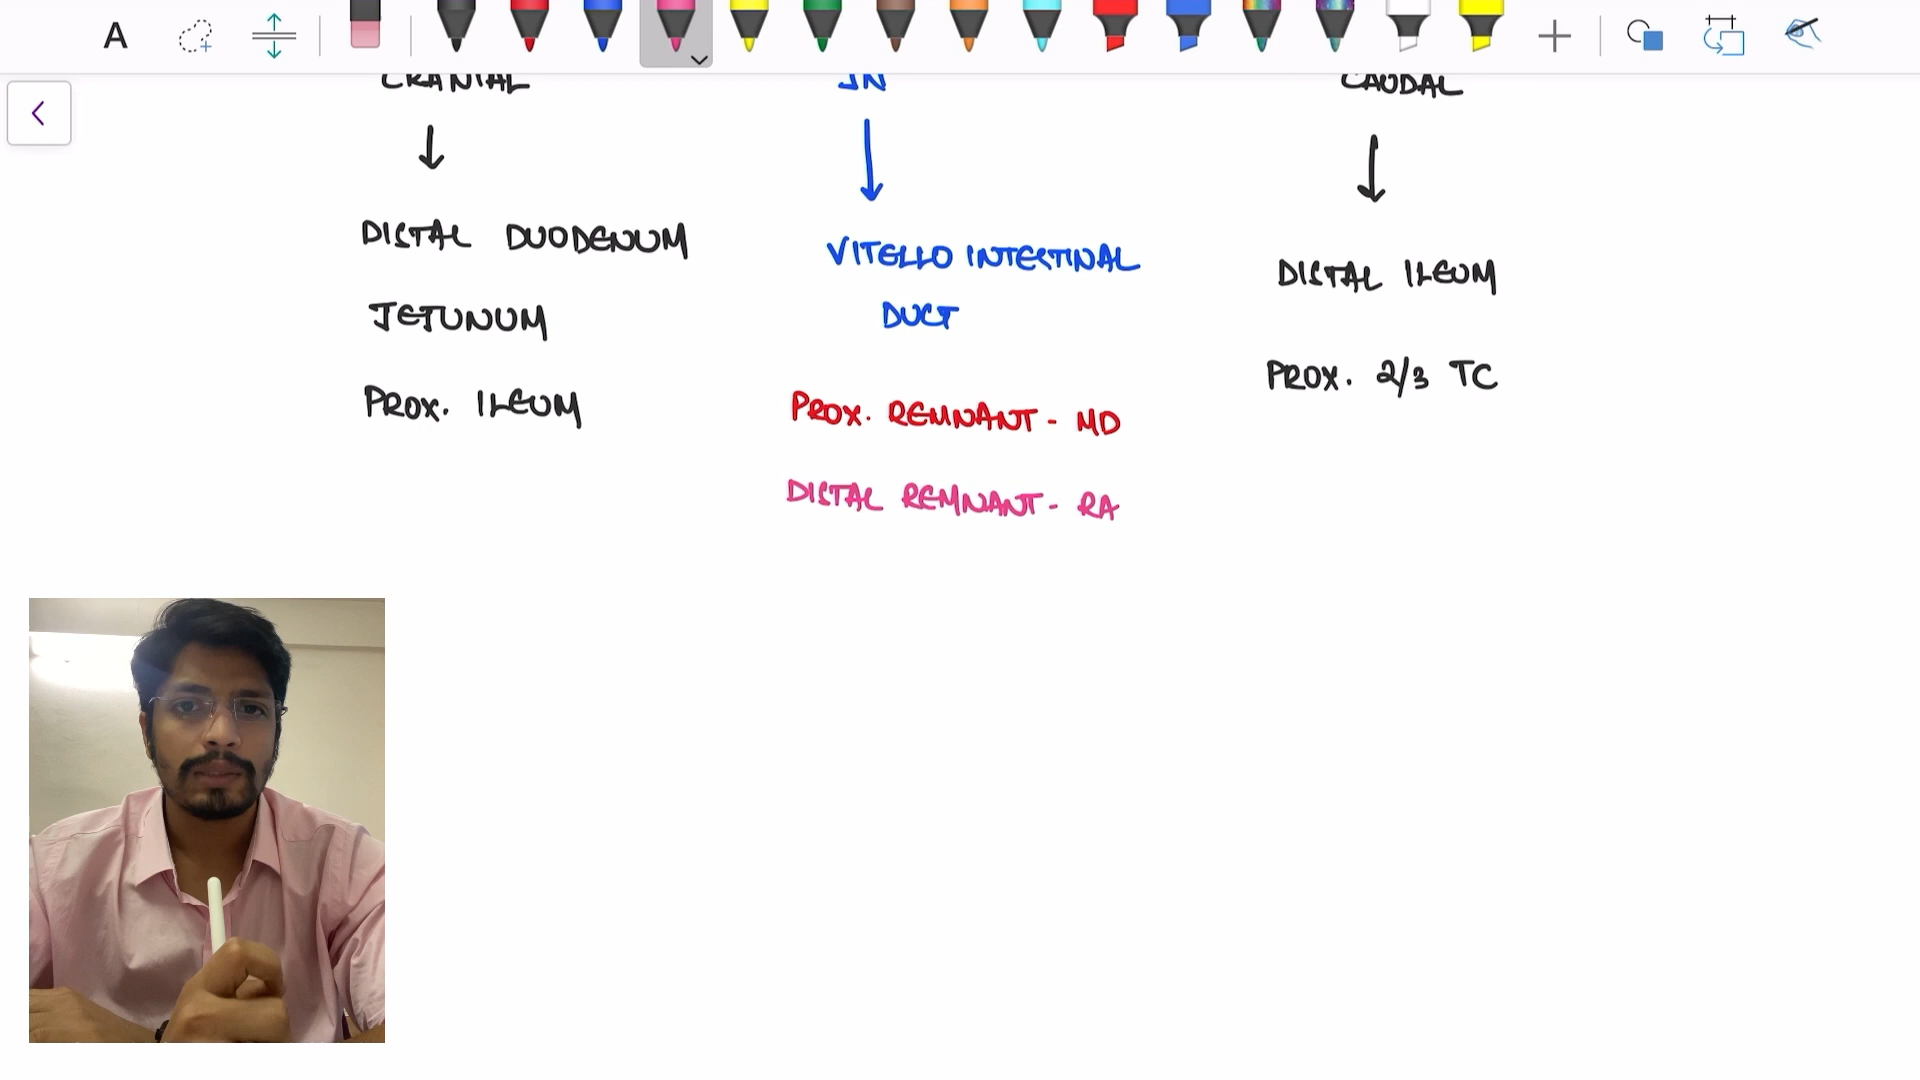 A
CRANIAL
JN
CAUDAL
DISTAL DUODENUM
JEJUNUM
PROX. ILEUM
VITELLO INTESTINAL
DUCT
PROX. REMNANT - MD
DISTAL REMNANT - RA
DISTAL ILEUM
PROX. 2/3 TC